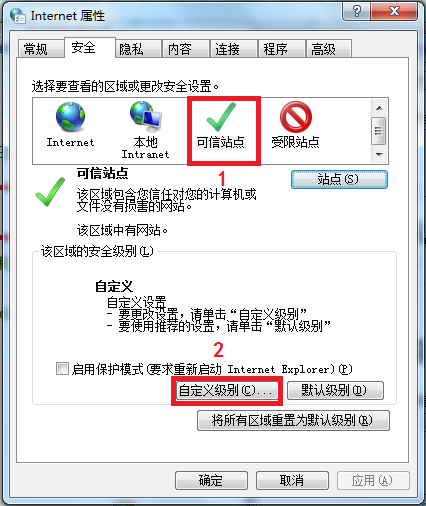 Internet 属性
常规 安全 隐私 内容 连接 程序 高级
选择要查看的区域或更改安全设置。
Internet 本地 Intranet 可信站点 受限站点
1
可信站点
站点(S)
该区域包含您信任对您的计算机或
文件没有损害的网站。
该区域中有网站。
该区域的安全级别(L)
自定义
自定义设置
- 要更改设置，请单击“自定义级别”
- 要使用推荐的设置，请单击“默认级别”
2
启用保护模式(要求重新启动 Internet Explorer)(P)
自定义级别(C)... 默认级别(D)
将所有区域重置为默认级别(R)
确定 取消 应用(A)